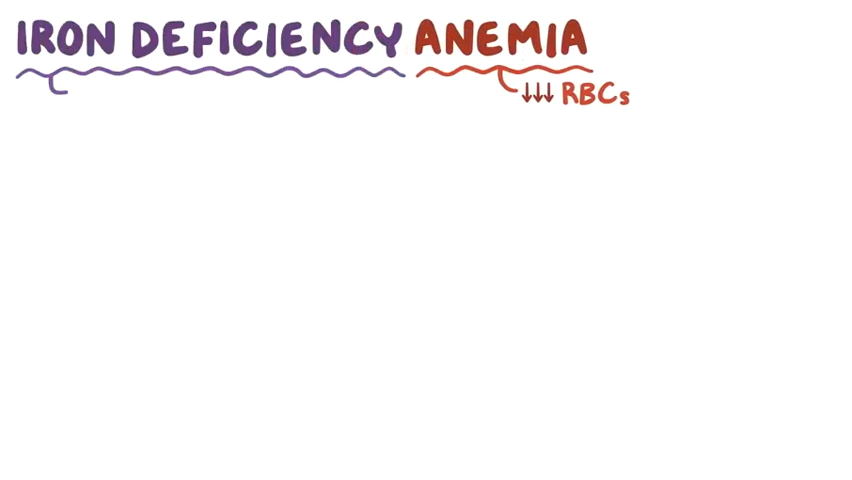 IRON DEFICIENCY ANEMIA
↓↓↓ RBCs